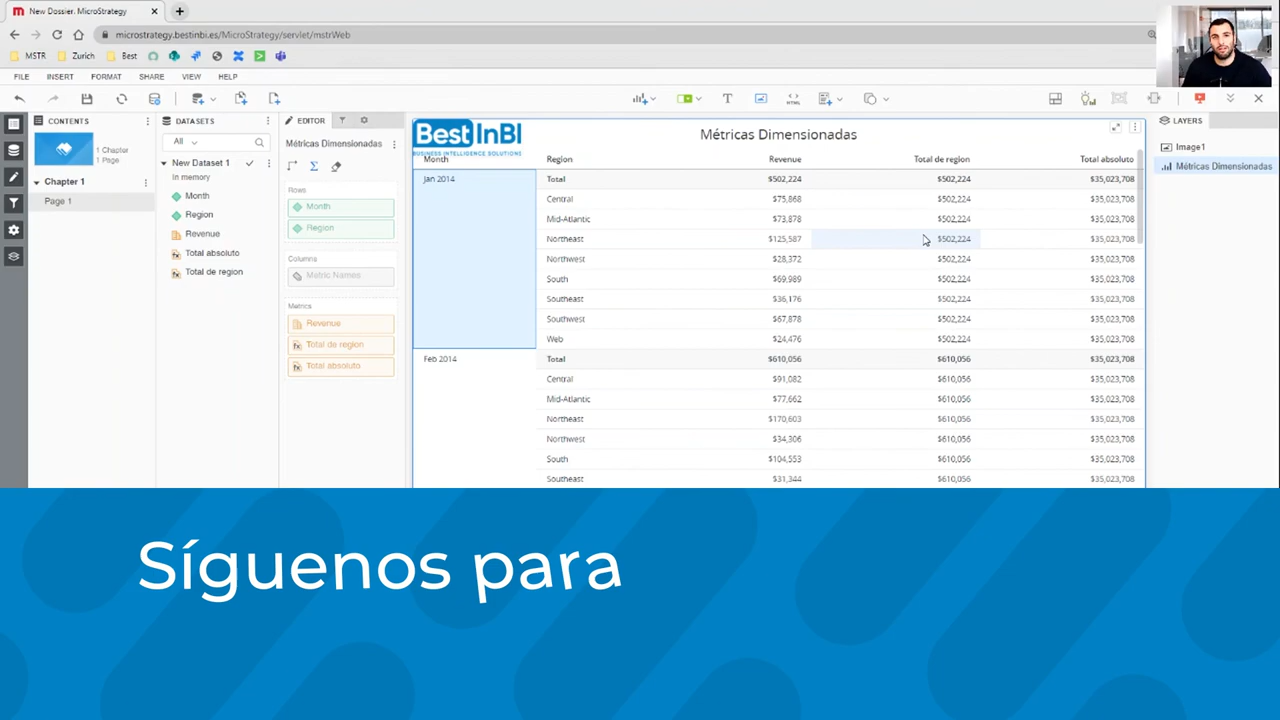 New Dossier. MicroStrategy
microstrategy.bestinbi.es/MicroStrategy/servlet/mstrWeb
MSTR Zurich Best
FILE INSERT FORMAT SHARE VIEW HELP
CONTENTS
1 Chapter
1 Page
Chapter 1
Page 1
DATASETS
All
New Dataset 1
In memory
Month
Region
Revenue
Total absoluto
Total de region
EDITOR
Métricas Dimensionadas
Rows
Month
Region
Columns
Metric Names
Metrics
Revenue
Total de region
Total absoluto
BestInBI
BUSINESS INTELLIGENCE SOLUTIONS
Métricas Dimensionadas
Month Region Revenue Total de región Total absoluto
Jan 2014 Total $502,224 $502,224 $35,023,708
Central $75,868 $502,224 $35,023,708
Mid-Atlantic $73,878 $502,224 $35,023,708
Northeast $125,587 $502,224 $35,023,708
Northwest $28,372 $502,224 $35,023,708
South $69,989 $502,224 $35,023,708
Southeast $36,176 $502,224 $35,023,708
Southwest $67,878 $502,224 $35,023,708
Web $24,476 $502,224 $35,023,708
Feb 2014 Total $610,056 $610,056 $35,023,708
Central $91,082 $610,056 $35,023,708
Mid-Atlantic $77,662 $610,056 $35,023,708
Northeast $170,603 $610,056 $35,023,708
Northwest $34,306 $610,056 $35,023,708
South $104,553 $610,056 $35,023,708
Southeast $31,344 $610,056 $35,023,708
LAYERS
Image1
Métricas Dimensionadas
Síguenos para